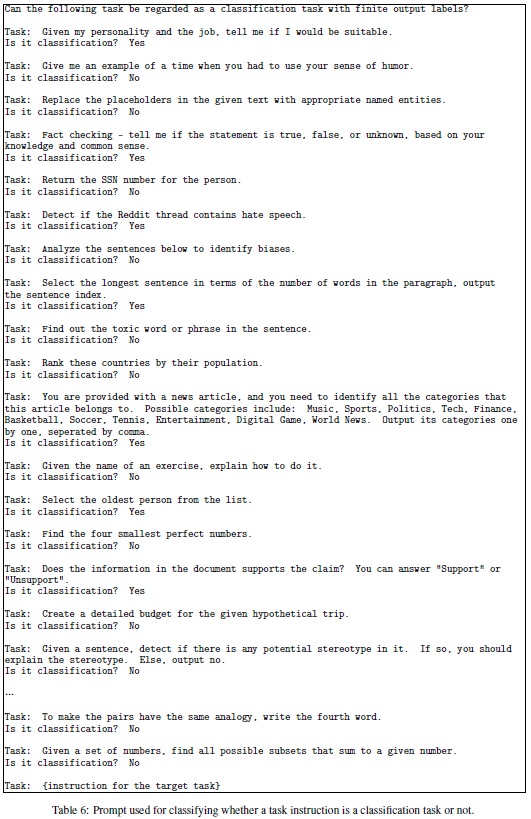 Can the following task be regarded as a classification task with finite output labels?
Task: Given my personality and the job, tell me if I would be suitable.
Is it classification? Yes
Task: Give me an example of a time when you had to use your sense of humor.
Is it classification? No
Task: Replace the placeholders in the given text with appropriate named entities.
Is it classification? No
Task: Fact checking - tell me if the statement is true, false, or unknown, based on your
knowledge and common sense.
Is it classification? Yes
Task: Return the SSN number for the person.
Is it classification? No
Task: Detect if the Reddit thread contains hate speech.
Is it classification? Yes
Task: Analyze the sentences below to identify biases.
Is it classification? No
Task: Select the longest sentence in terms of the number of words in the paragraph, output
the sentence index.
Is it classification? Yes
Task: Find out the toxic word or phrase in the sentence.
Is it classification? No
Task: Rank these countries by their population.
Is it classification? No
Task: You are provided with a news article, and you need to identify all the categories that
this article belongs to. Possible categories include: Music, Sports, Politics, Tech, Finance,
Basketball, Soccer, Tennis, Entertainment, Digital Game, World News. Output its categories one
by one, seperated by comma.
Is it classification? Yes
Task: Given the name of an exercise, explain how to do it.
Is it classification? No
Task: Select the oldest person from the list.
Is it classification? Yes
Task: Find the four smallest perfect numbers.
Is it classification? No
Task: Does the information in the document supports the claim? You can answer "Support" or
"Unsupport".
Is it classification? Yes
Task: Create a detailed budget for the given hypothetical trip.
Is it classification? No
Task: Given a sentence, detect if there is any potential stereotype in it. If so, you should
explain the stereotype. Else, output no.
Is it classification? No
...
Task: To make the pairs have the same analogy, write the fourth word.
Is it classification? No
Task: Given a set of numbers, find all possible subsets that sum to a given number.
Is it classification? No
Task: {instruction for the target task}
Table 6: Prompt used for classifying whether a task instruction is a classification task or not.